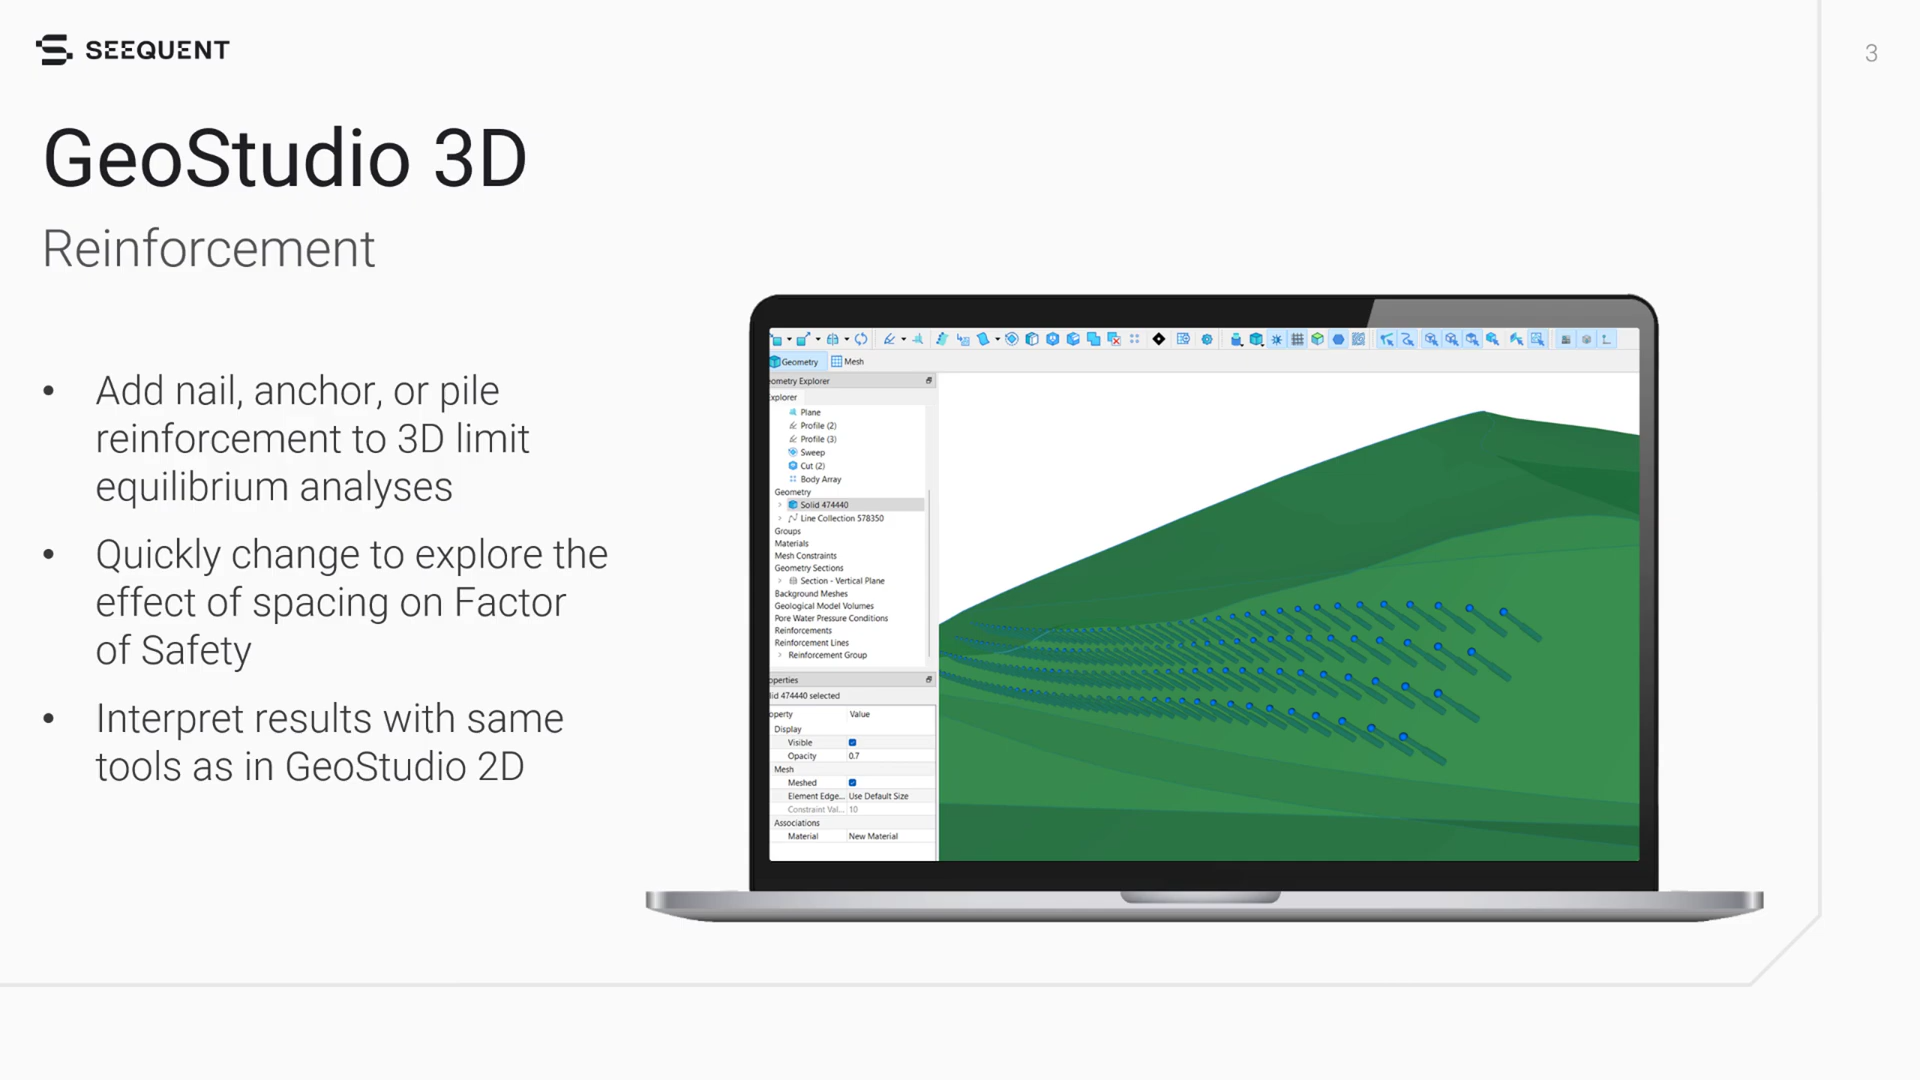 SEEQUENT
3
GeoStudio 3D
Reinforcement
• Add nail, anchor, or pile
reinforcement to 3D limit
equilibrium analyses
• Quickly change to explore the
effect of spacing on Factor
of Safety
• Interpret results with same
tools as in GeoStudio 2D
Geometry Mesh
ometry Explorer
xplorer
Plane
Profile (2)
Profile (3)
Sweep
Cut (2)
Body Array
Geometry
Solid 474440
Line Collection 578350
Groups
Materials
Mesh Constraints
Geometry Sections
Section - Vertical Plane
Background Meshes
Geological Model Volumes
Pore Water Pressure Conditions
Reinforcements
Reinforcement Lines
Reinforcement Group
operties
lid 474440 selected
operty Value
Display
Visible
Opacity 0.7
Mesh
Meshed
Element Edge... Use Default Size
Constraint Val... 10
Associations
Material New Material